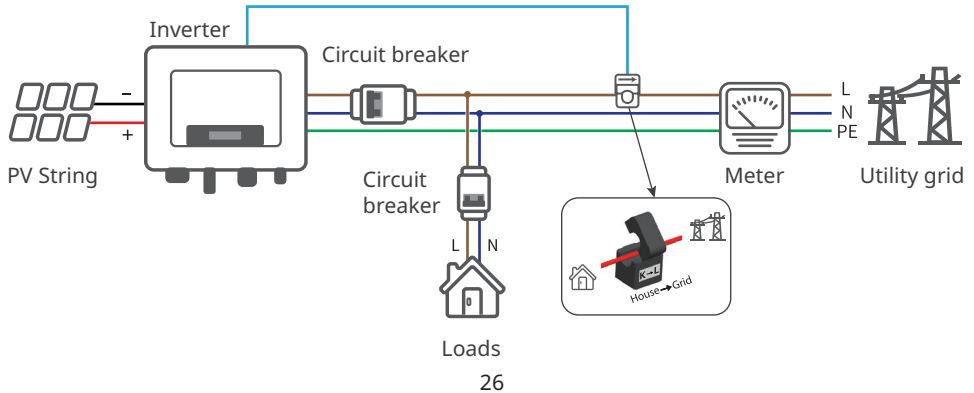 Inverter
Circuit breaker
–
+
PV String
L
N
PE
Meter
Utility grid
Circuit
breaker
L N
K→L
House→Grid
Loads
26